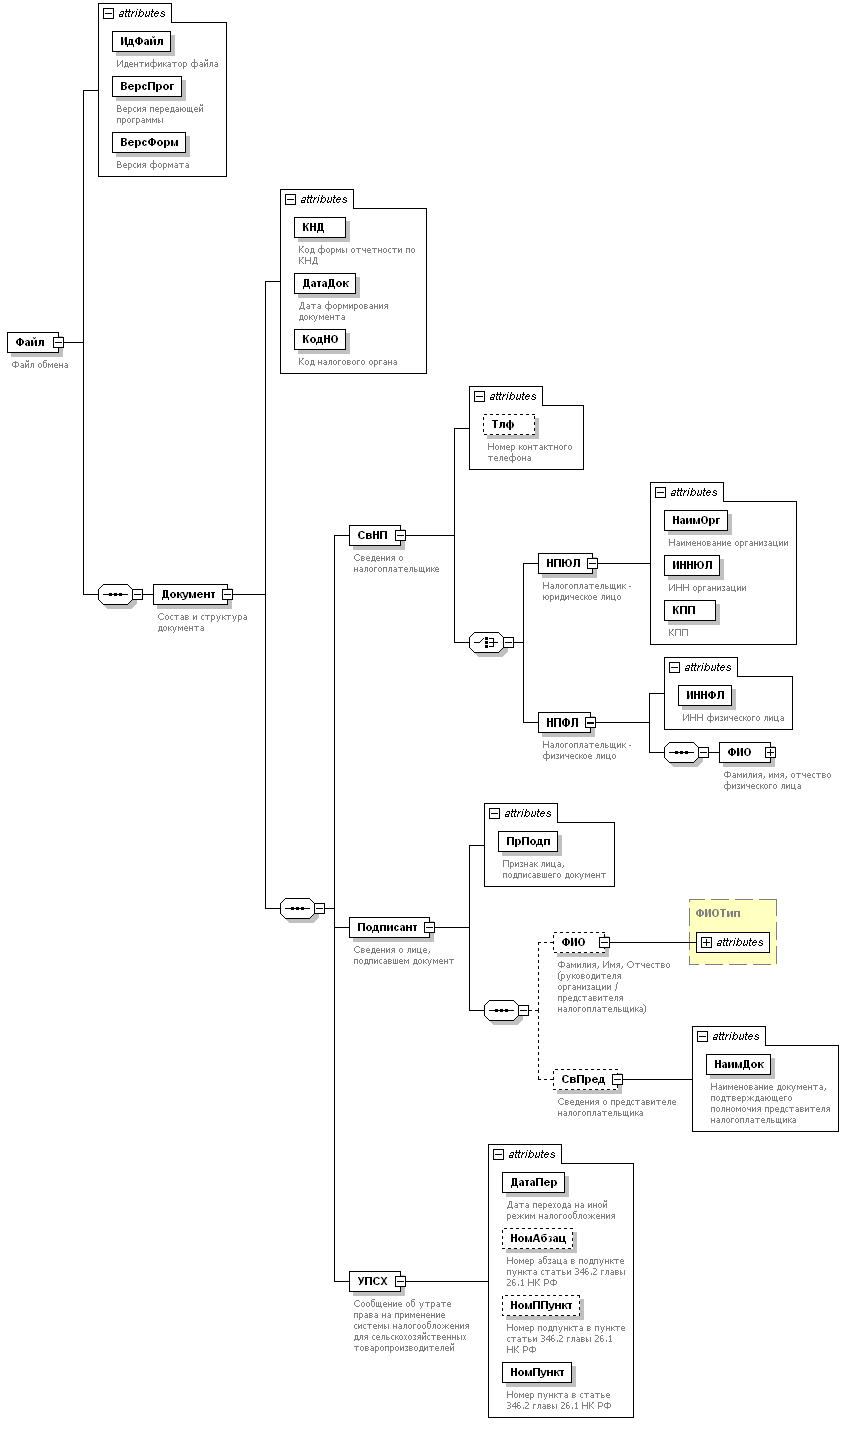 attributes
ИдФайл
Идентификатор файла
ВерсПрог
Версия передающей
программы
ВерсФорм
Версия формата
attributes
КНД
Код формы отчетности по
КНД
ДатаДок
Дата формирования
документа
КодНО
Код налогового органа
Файл
Файл обмена
attributes
Тлф
Номер контактного
телефона
СвНП
Сведения о
налогоплательщике
attributes
НаимОрг
Наименование организации
ИННЮЛ
ИНН организации
КПП
КПП
НПЮЛ
Налогоплательщик -
юридическое лицо
Документ
Состав и структура
документа
attributes
ИННФЛ
ИНН физического лица
НПФЛ
Налогоплательщик -
физическое лицо
ФИО
Фамилия, имя, отчество
физического лица
attributes
ПрПодп
Признак лица,
подписавшего документ
Подписант
Сведения о лице,
подписавшем документ
ФИОТип
attributes
ФИО
Фамилия, Имя, Отчество
(руководителя
организации /
представителя
налогоплательщика)
attributes
НаимДок
Наименование документа,
подтверждающего
полномочия представителя
налогоплательщика
СвПред
Сведения о представителе
налогоплательщика
attributes
ДатаПер
Дата перехода на иной
режим налогообложения
НомАбзац
Номер абзаца в подпункте
пункта статьи 346.2 главы
26.1 НК РФ
УПСХ
Сообщение об утрате
права на применение
системы налогообложения
для сельскохозяйственных
товаропроизводителей
НомППункт
Номер подпункта в пункте
статьи 346.2 главы 26.1
НК РФ
НомПункт
Номер пункта в статье
346.2 главы 26.1 НК РФ